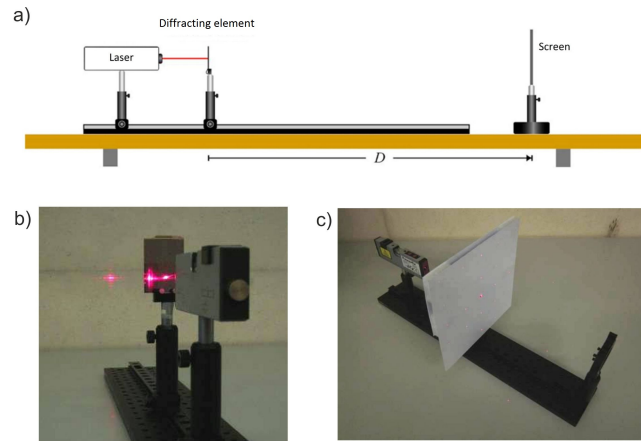 a)
Diffracting element
Laser
Screen
D
b)
c)